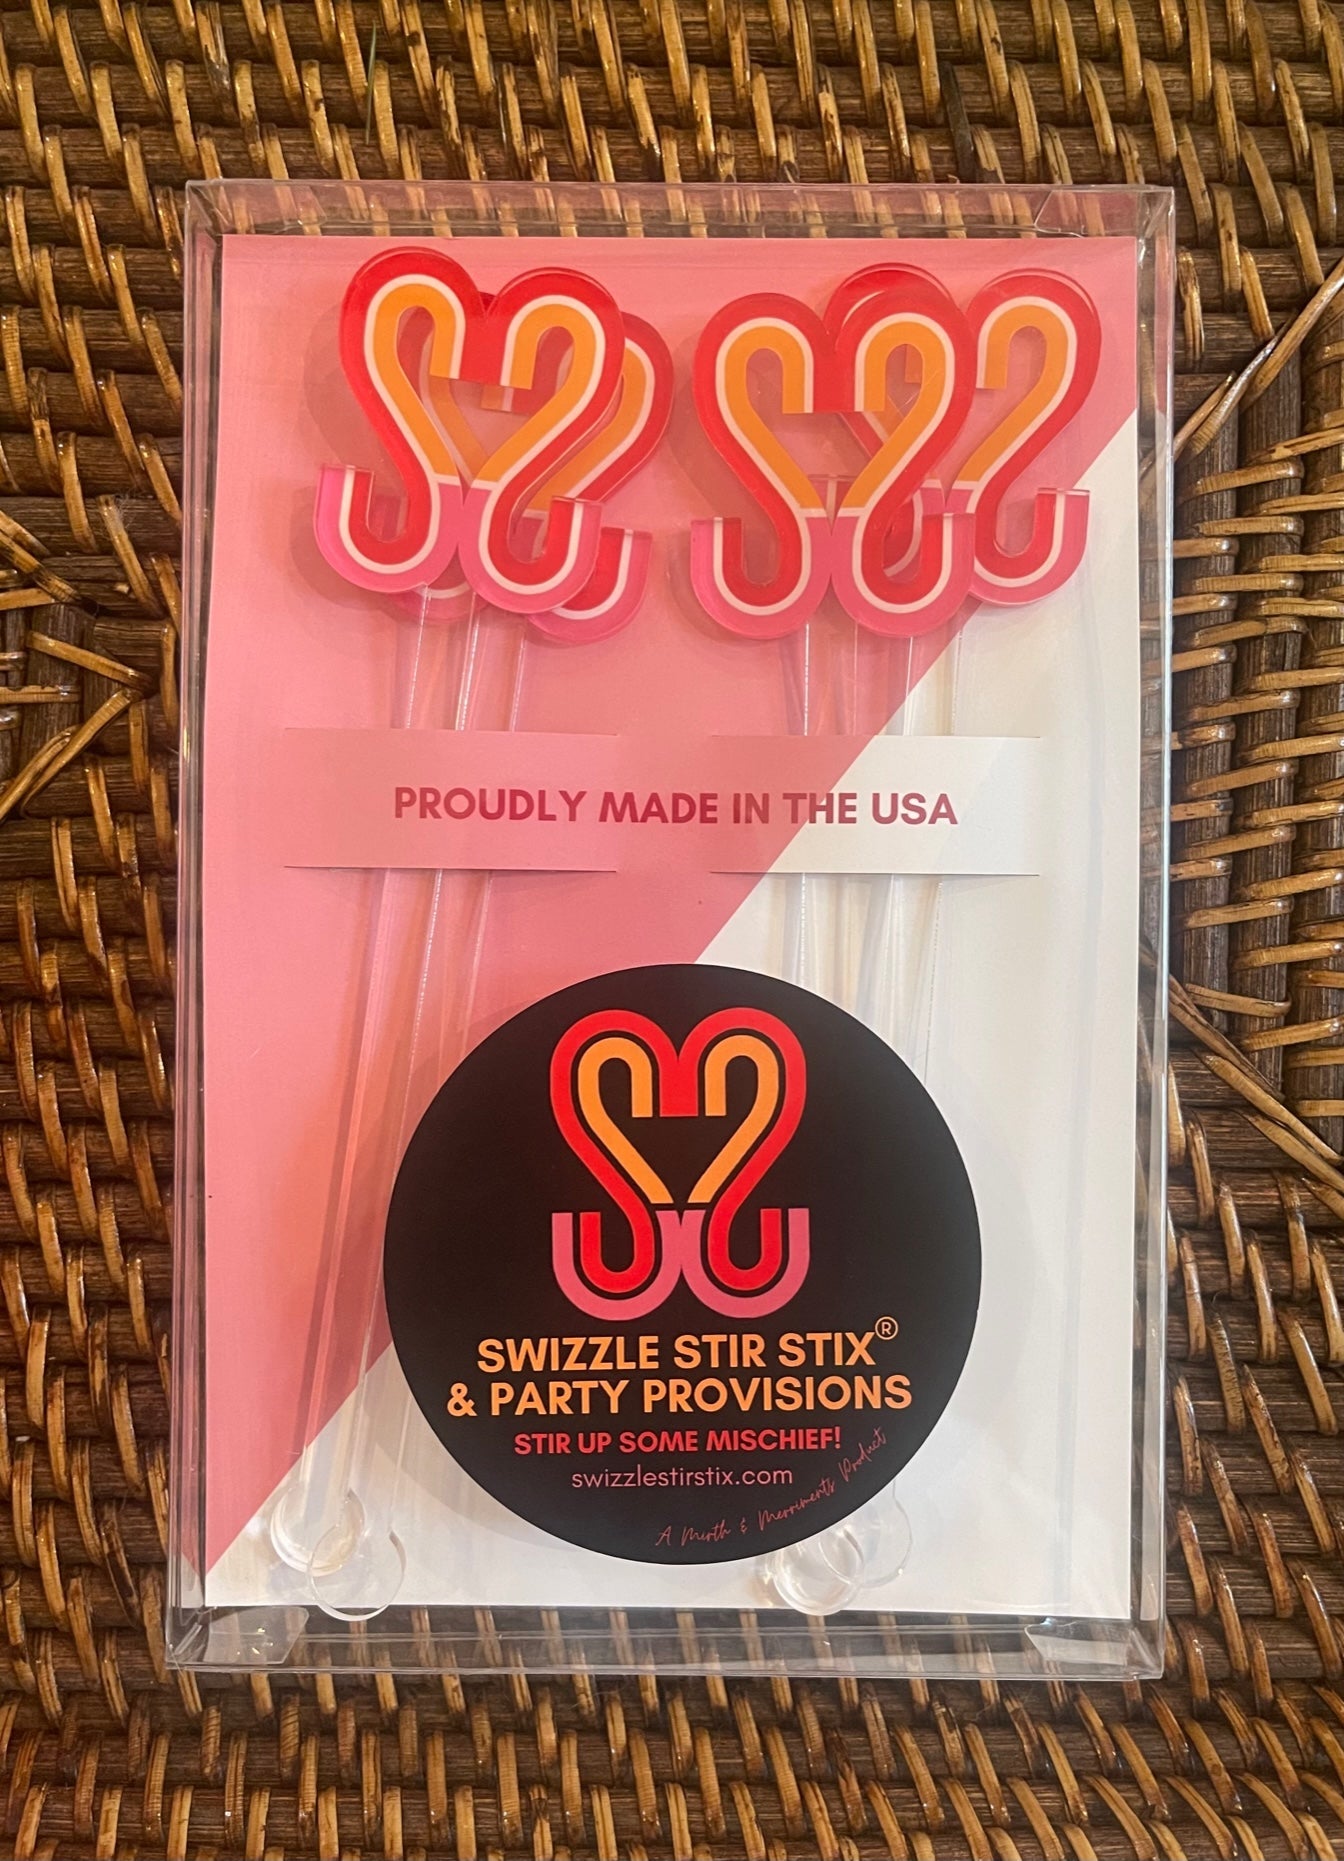 PROUDLY MADE IN THE USA
SWIZZLE STIR STIX®
& PARTY PROVISIONS
STIR UP SOME MISCHIEF!
swizzlestirstix.com
A Mirth & Merriments Product